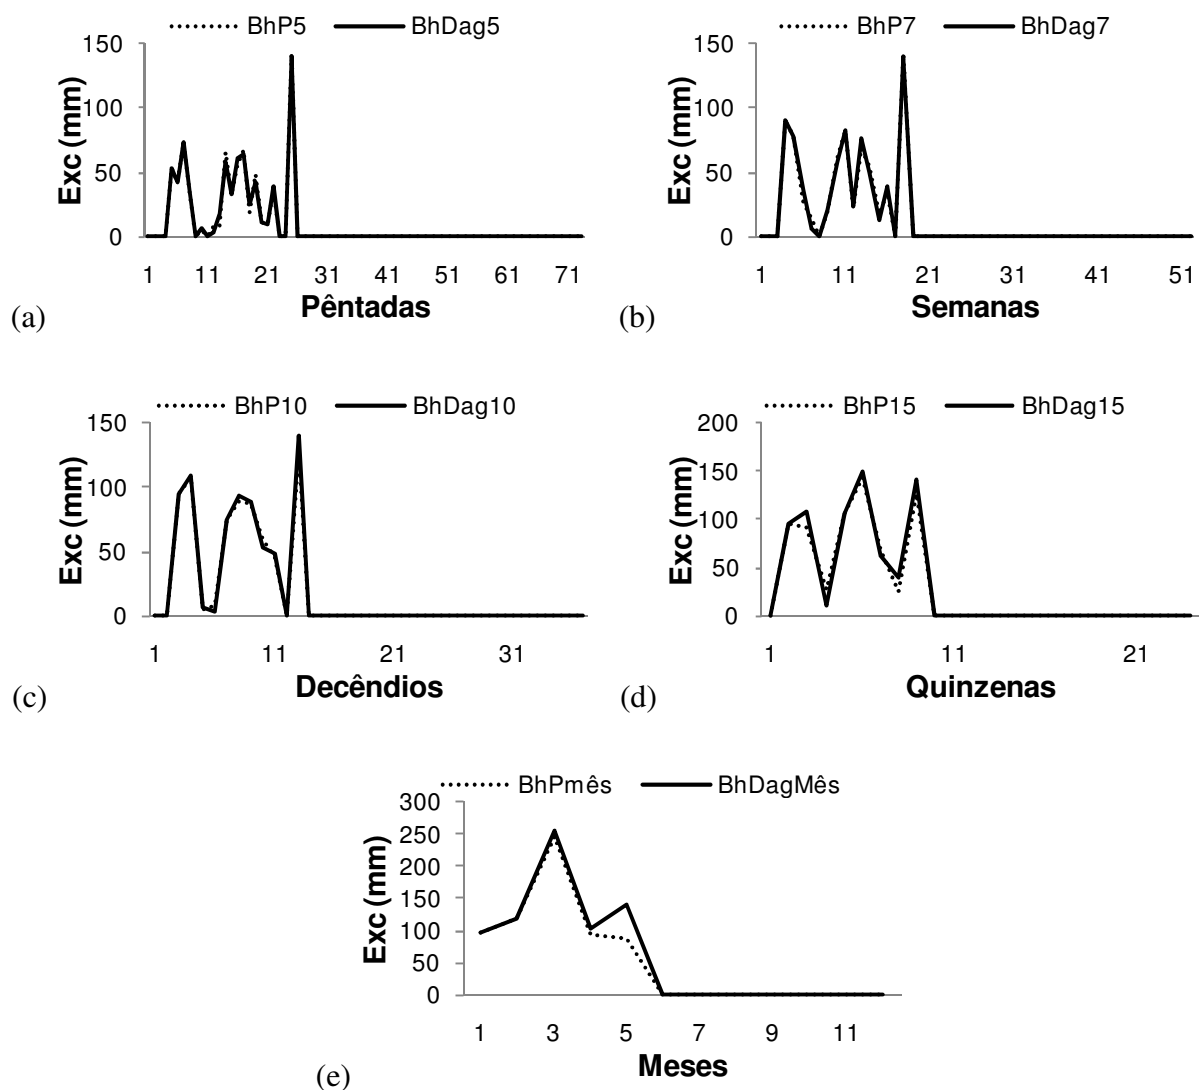 BhP5 BhDag5
150
100
50
0
Exc (mm)
1 11 21 31 41 51 61 71
Pêntadas
(a)
BhP7 BhDag7
150
100
50
0
Exc (mm)
1 11 21 31 41 51
Semanas
(b)
BhP10 BhDag10
150
100
50
0
Exc (mm)
1 11 21 31
Decêndios
(c)
BhP15 BhDag15
200
150
100
50
0
Exc (mm)
1 11 21
Quinzenas
(d)
BhPmês BhDagMês
300
250
200
150
100
50
0
Exc (mm)
1 3 5 7 9 11
Meses
(e)